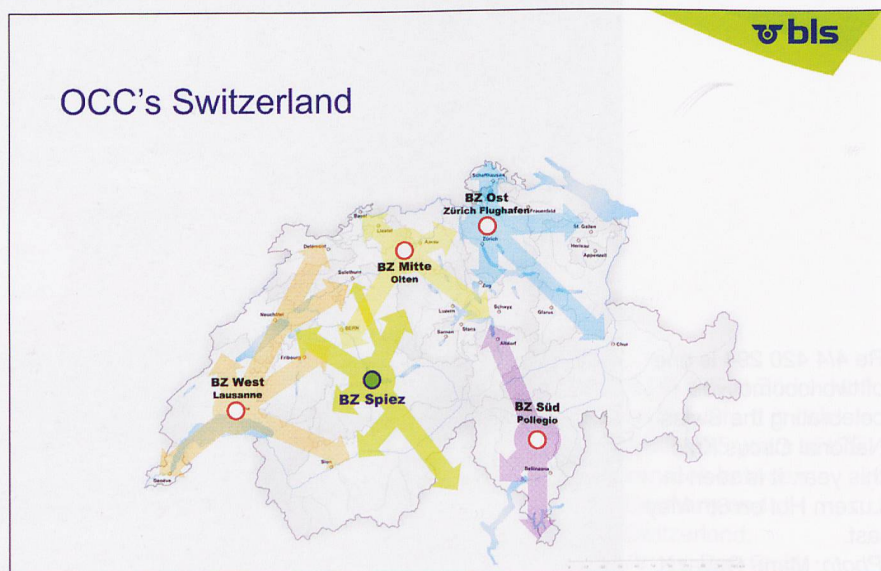 bls
OCC's Switzerland
Schaffhausen
BZ Ost
Zürich Flughafen
Frauenfeld
Basel
Liestal
St. Gallen
Aarau
Zürich
Herisau
Delémont
Appenzell
BZ Mitte
Olten
Solothurn
Zug
Luzern
Schwyz
Glarus
Neuchâtel
BERN
Stans
Sarnen
Altdorf
Chur
Fribourg
BZ West
Lausanne
BZ Spiez
BZ Süd
Pollegio
Sion
Bellinzona
Genève